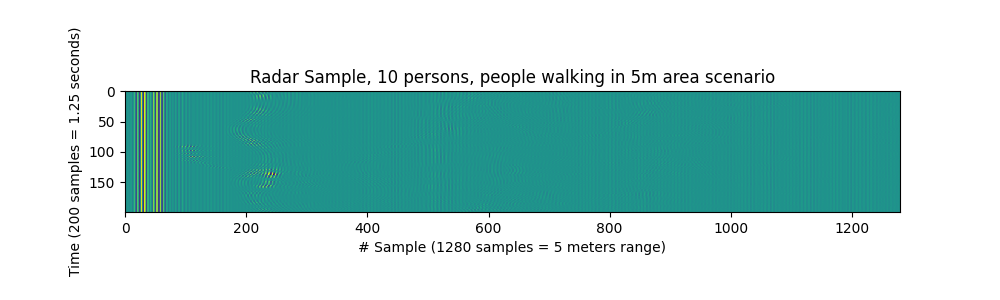 Radar Sample, 10 persons, people walking in 5m area scenario
Time (200 samples = 1.25 seconds)
0
50
100
150
0 200 400 600 800 1000 1200
# Sample (1280 samples = 5 meters range)